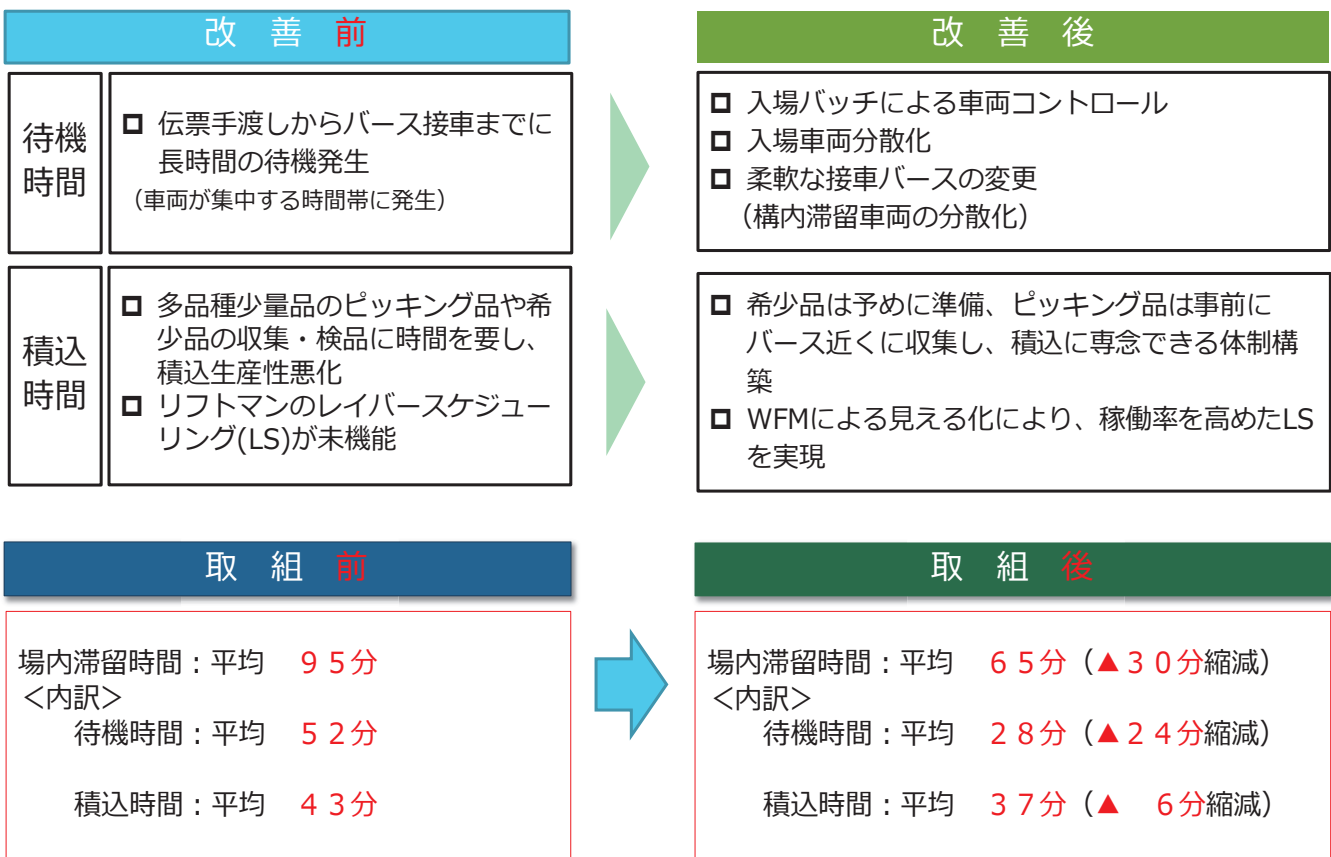 改 善 前
改 善 後
待機
時間
伝票手渡しからバース接車までに
長時間の待機発生
（車両が集中する時間帯に発生）
入場バッチによる車両コントロール
入場車両分散化
柔軟な接車バースの変更
（構内滞留車両の分散化）
積込
時間
多品種少量品のピッキング品や希
少品の収集・検品に時間を要し、
積込生産性悪化
リフトマンのレイバースケジュー
リング(LS)が未機能
希少品は予めに準備、ピッキング品は事前に
バース近くに収集し、積込に専念できる体制構
築
WFMによる見える化により、稼働率を高めたLS
を実現
取 組 前
場内滞留時間：平均　９５分
＜内訳＞
待機時間：平均　５２分
積込時間：平均　４３分
取 組 後
場内滞留時間：平均　６５分（▲３０分縮減）
＜内訳＞
待機時間：平均　２８分（▲２４分縮減）
積込時間：平均　３７分（▲　６分縮減）